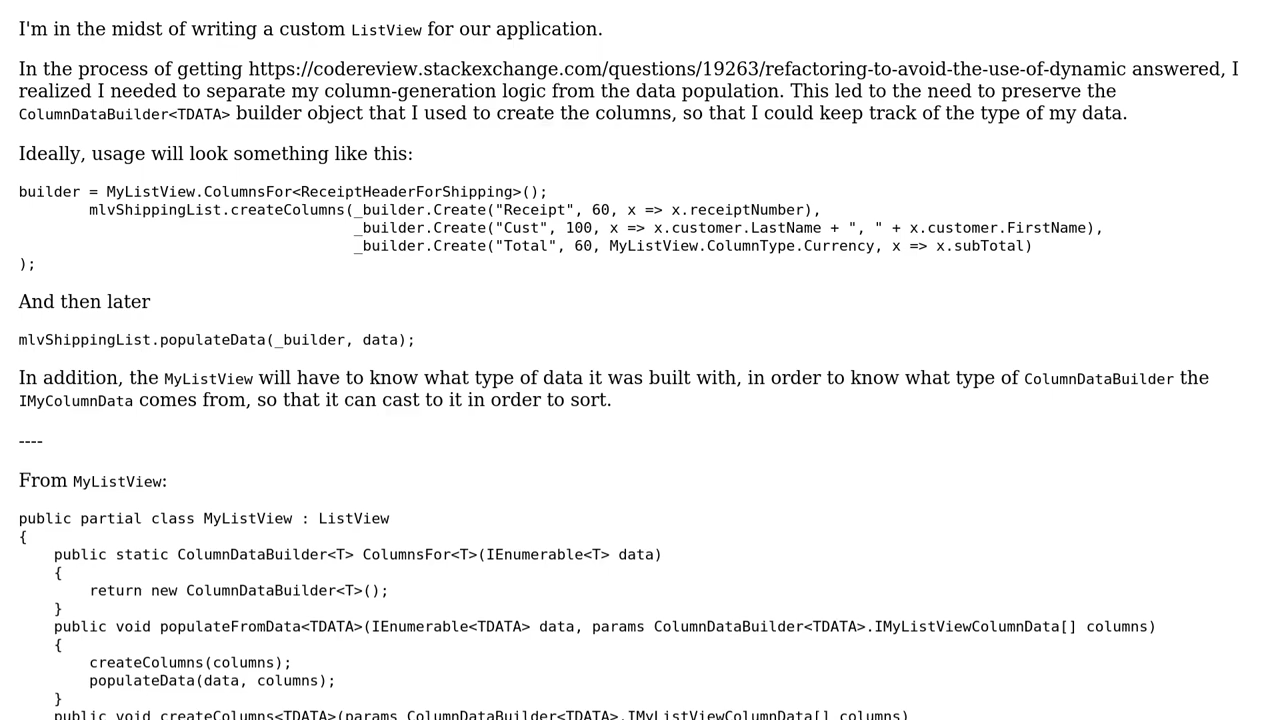 I'm in the midst of writing a custom ListView for our application.
In the process of getting https://codereview.stackexchange.com/questions/19263/refactoring-to-avoid-the-use-of-dynamic answered, I
realized I needed to separate my column-generation logic from the data population. This led to the need to preserve the
ColumnDataBuilder<TDATA> builder object that I used to create the columns, so that I could keep track of the type of my data.
Ideally, usage will look something like this:
builder = MyListView.ColumnsFor<ReceiptHeaderForShipping>();
        mlvShippingList.createColumns(_builder.Create("Receipt", 60, x => x.receiptNumber),
                                      _builder.Create("Cust", 100, x => x.customer.LastName + ", " + x.customer.FirstName),
                                      _builder.Create("Total", 60, MyListView.ColumnType.Currency, x => x.subTotal)
);
And then later
mlvShippingList.populateData(_builder, data);
In addition, the MyListView will have to know what type of data it was built with, in order to know what type of ColumnDataBuilder the
IMyColumnData comes from, so that it can cast to it in order to sort.
----
From MyListView:
public partial class MyListView : ListView
{
    public static ColumnDataBuilder<T> ColumnsFor<T>(IEnumerable<T> data)
    {
        return new ColumnDataBuilder<T>();
    }
    public void populateFromData<TDATA>(IEnumerable<TDATA> data, params ColumnDataBuilder<TDATA>.IMyListViewColumnData[] columns)
    {
        createColumns(columns);
        populateData(data, columns);
    }
    public void createColumns<TDATA>(params ColumnDataBuilder<TDATA>.IMyListViewColumnData[] columns)